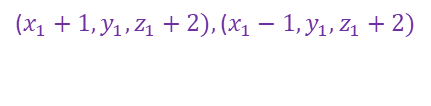 (x₁ + 1, y₁, z₁ + 2), (x₁ − 1, y₁, z₁ + 2)